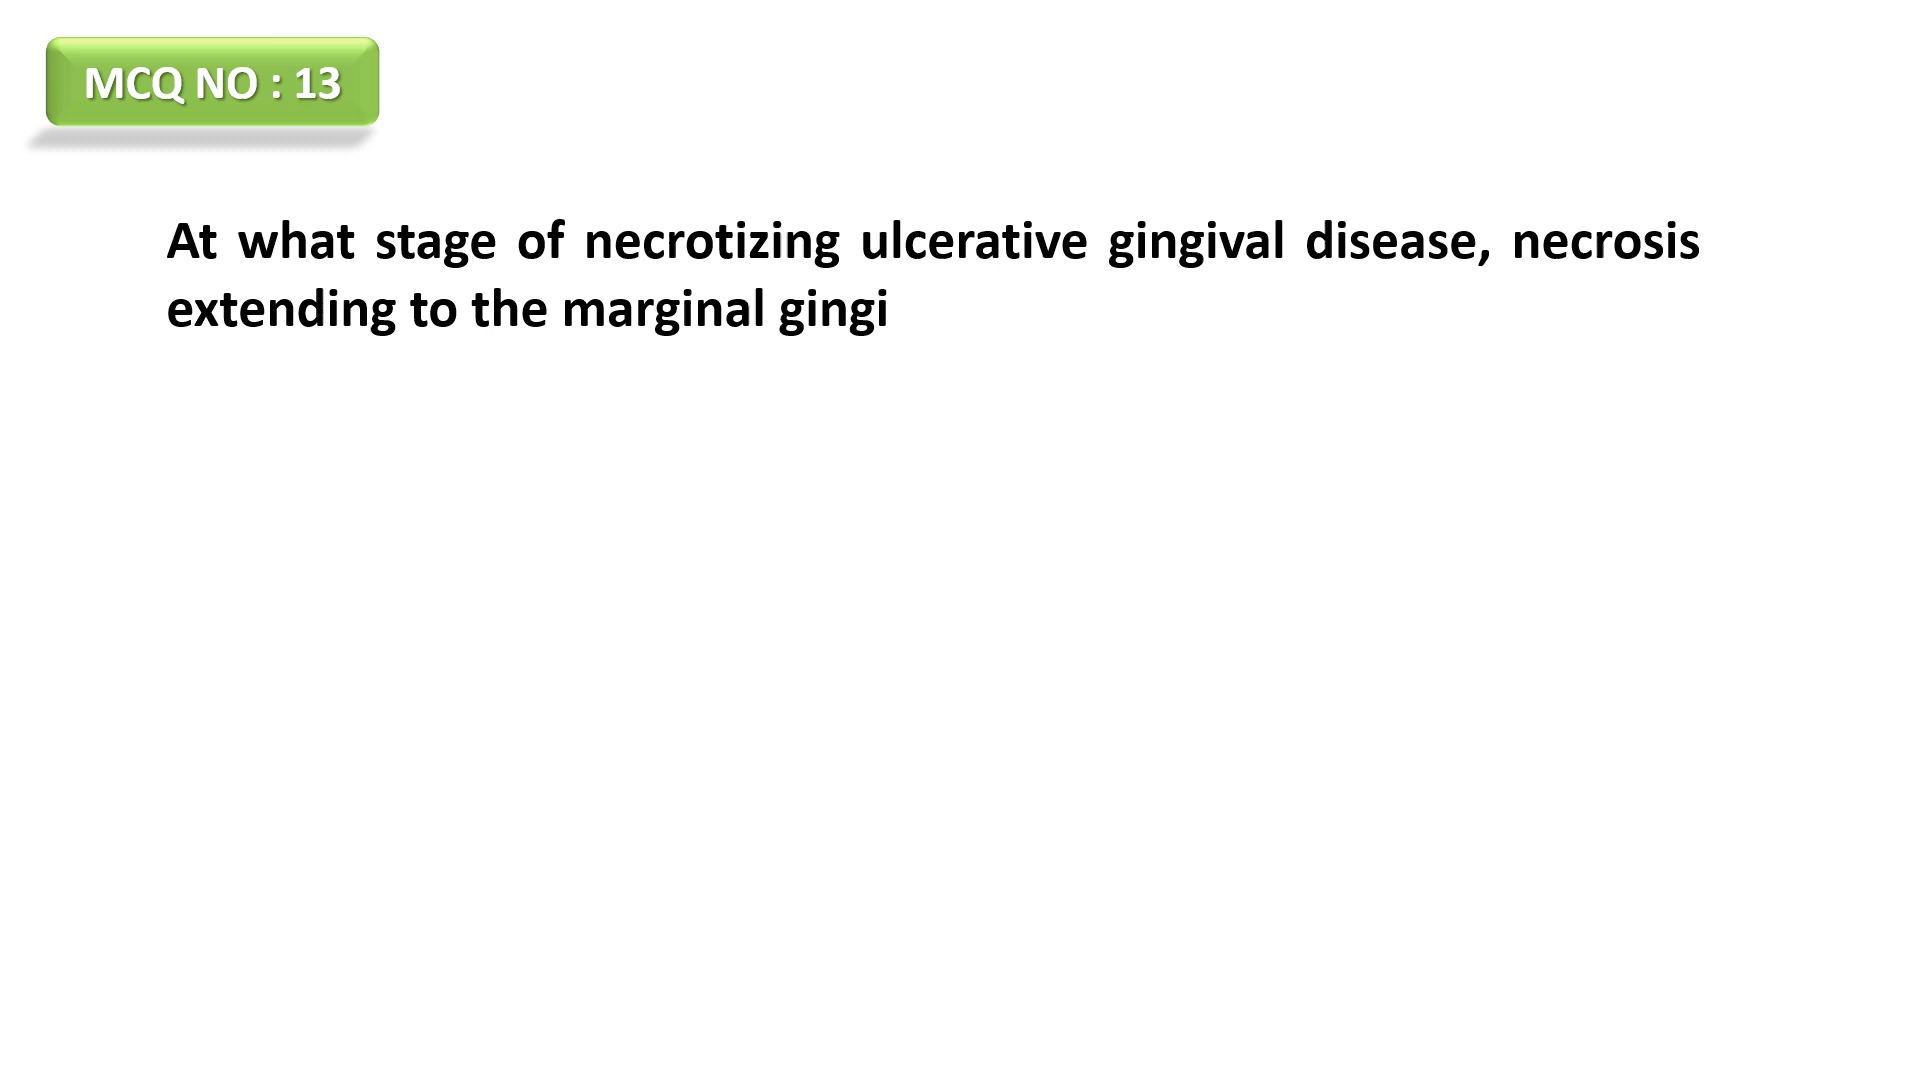 MCQ NO : 13
At what stage of necrotizing ulcerative gingival disease, necrosis
extending to the marginal gingi